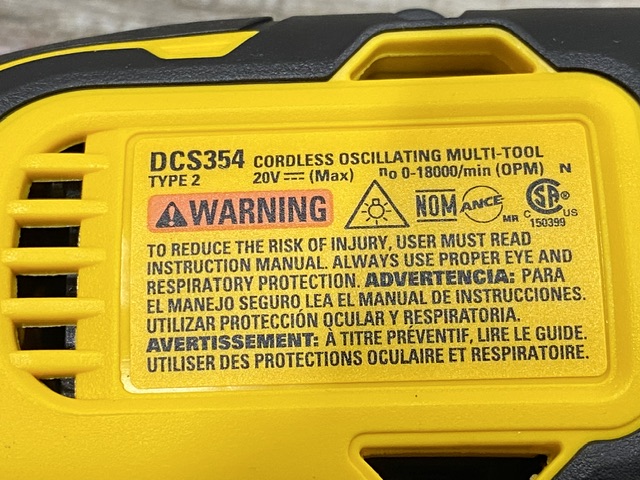 DCS354 CORDLESS OSCILLATING MULTI-TOOL
TYPE 2 20V ⎓ (Max) no 0-18000/min (OPM) N
⚠WARNING NOM ANCE MR C SA ® C US
150399
TO REDUCE THE RISK OF INJURY, USER MUST READ
INSTRUCTION MANUAL. ALWAYS USE PROPER EYE AND
RESPIRATORY PROTECTION. ADVERTENCIA: PARA
EL MANEJO SEGURO LEA EL MANUAL DE INSTRUCCIONES.
UTILIZAR PROTECCIÓN OCULAR Y RESPIRATORIA.
AVERTISSEMENT: À TITRE PRÉVENTIF, LIRE LE GUIDE.
UTILISER DES PROTECTIONS OCULAIRE ET RESPIRATOIRE.